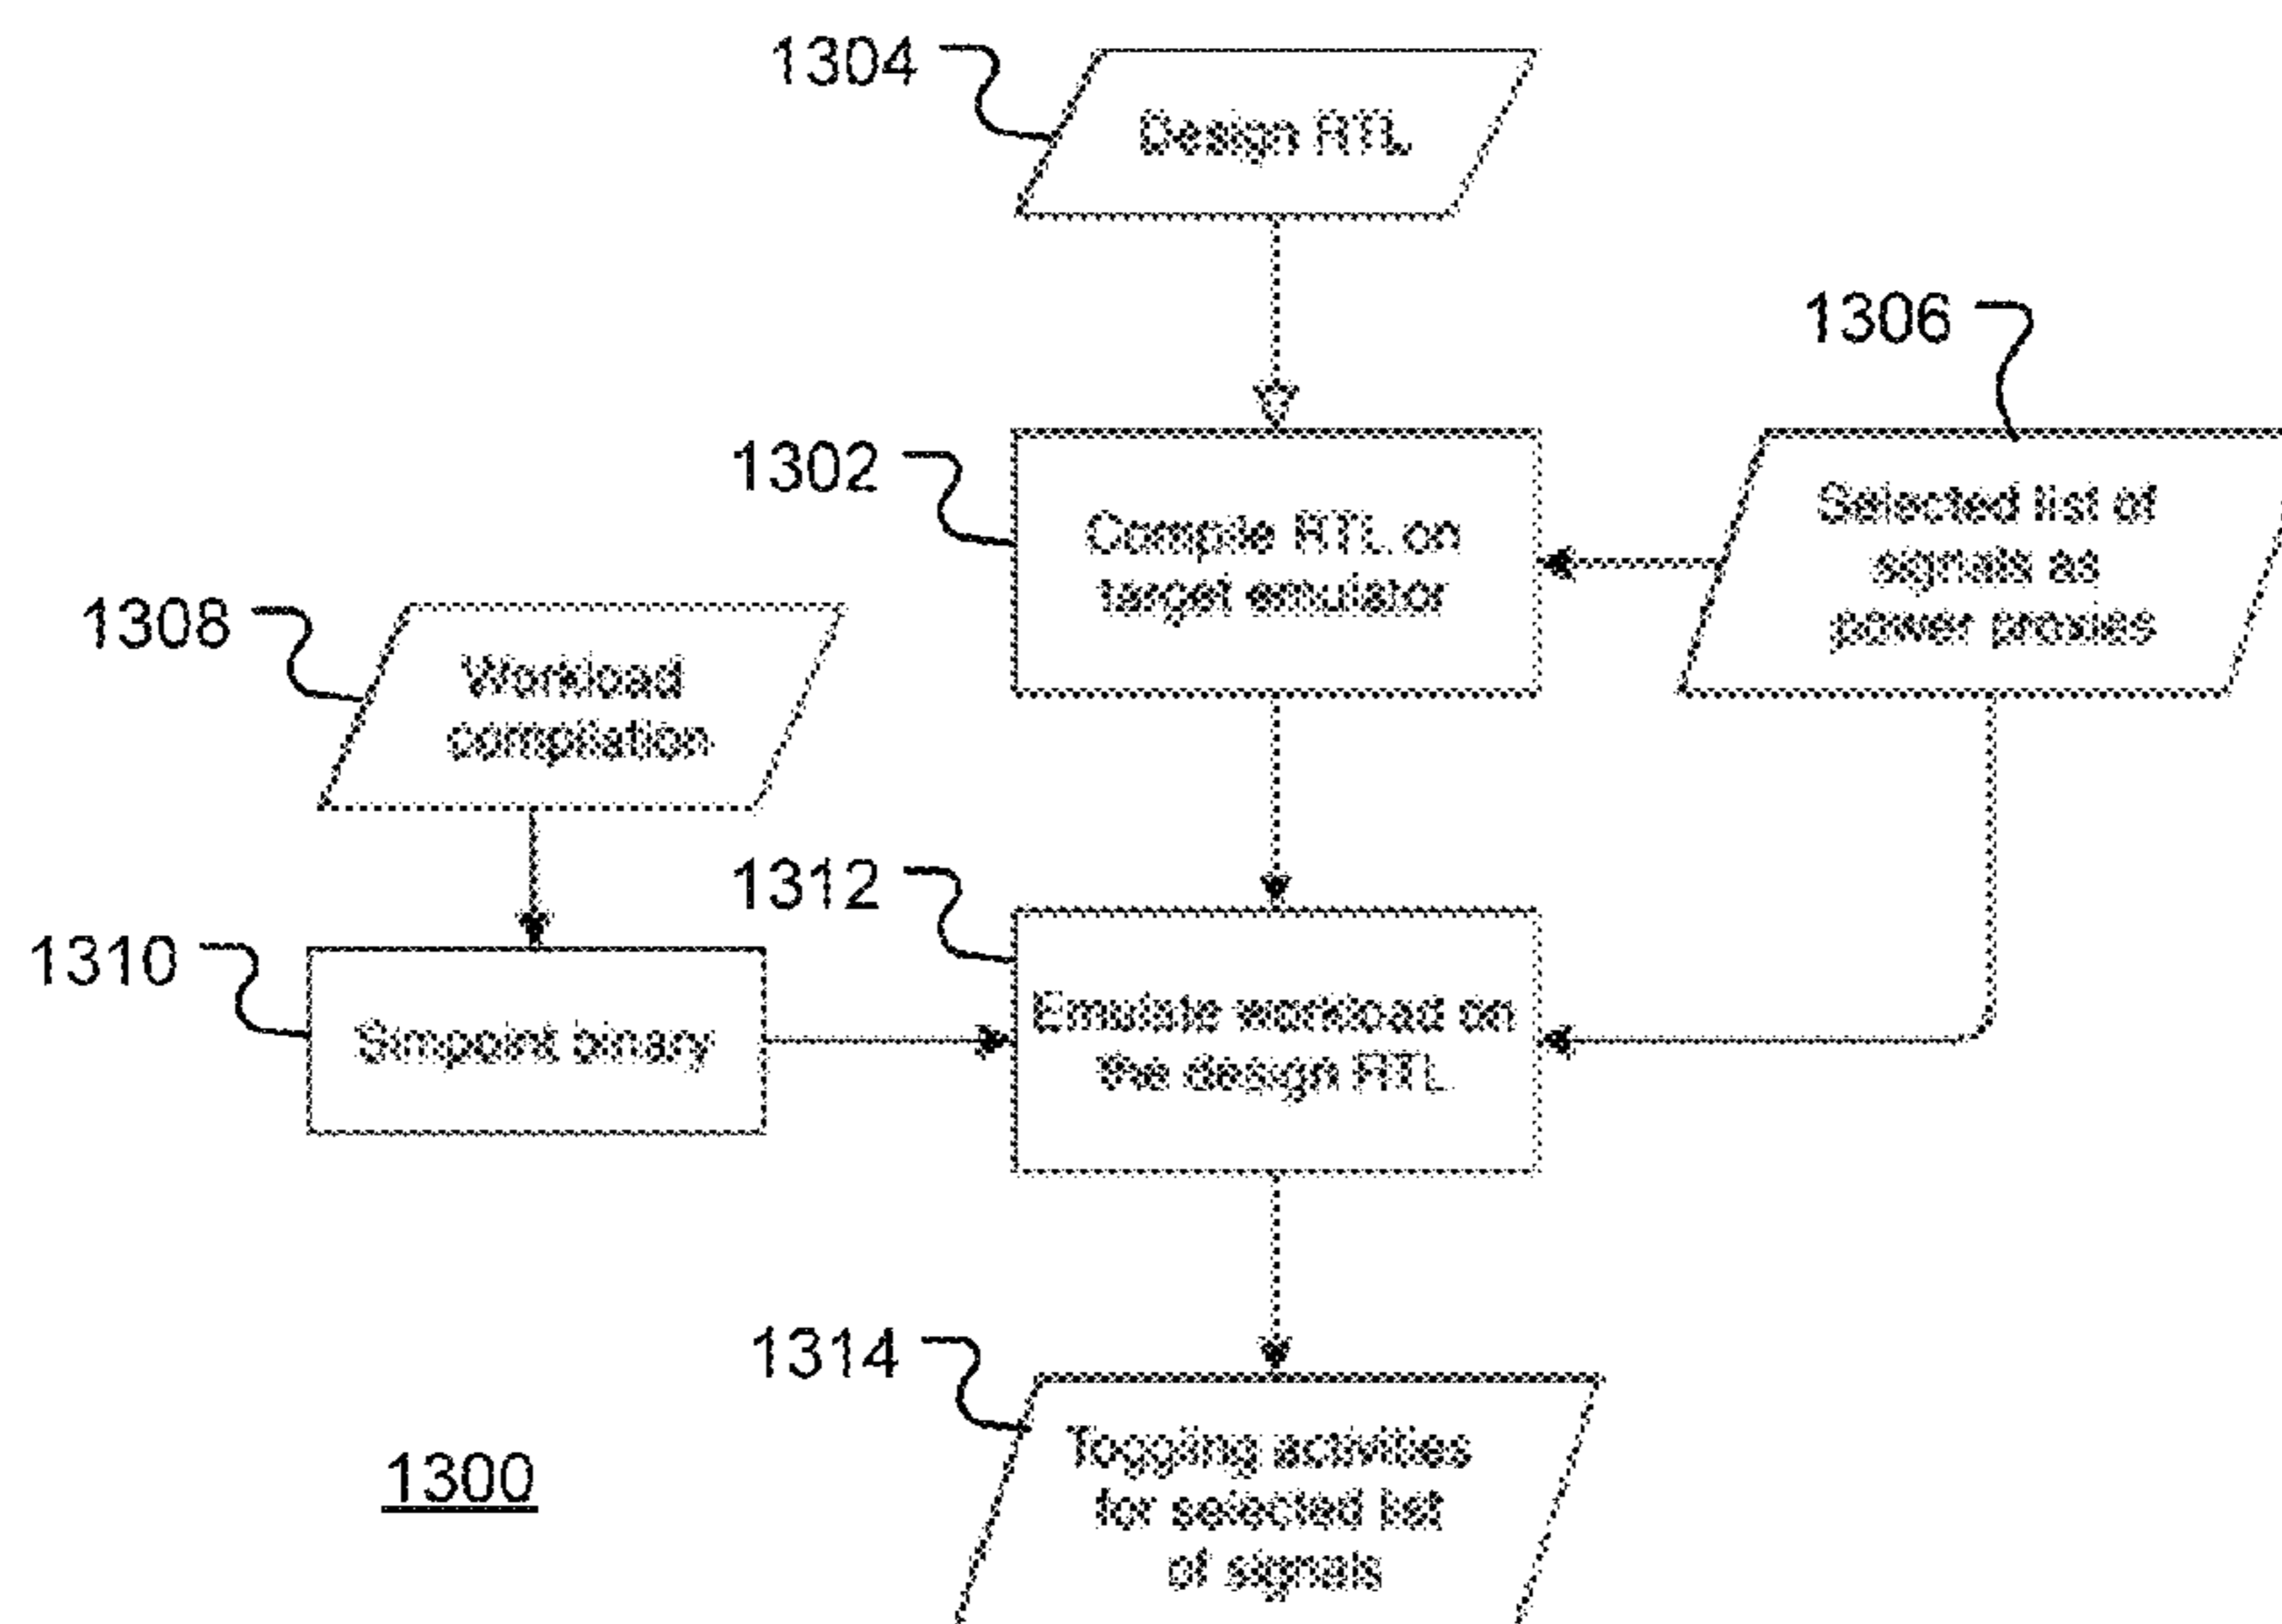 1304
Design RTL
1306
1302
Compile RTL on
target emulator
Selected list of
signals as
power proxies
1308
Workload
compilation
1312
1310
Simpoint binary
Emulate workload on
the design RTL
1314
Toggling activities
for selected list
of signals
1300